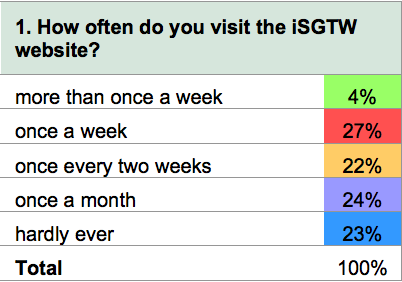 1. How often do you visit the iSGTW
website?
more than once a week 4%
once a week 27%
once every two weeks 22%
once a month 24%
hardly ever 23%
Total 100%